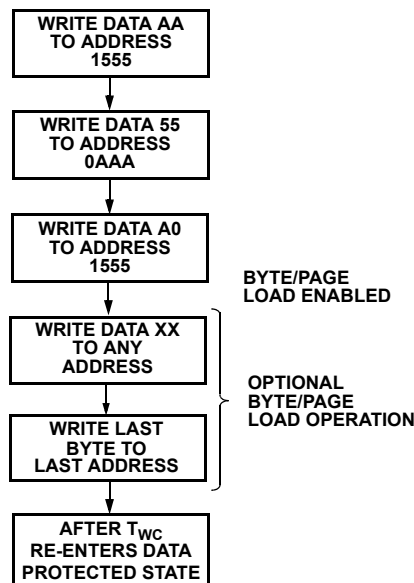 WRITE DATA AA
TO ADDRESS
1555
WRITE DATA 55
TO ADDRESS
0AAA
WRITE DATA A0
TO ADDRESS
1555
BYTE/PAGE
LOAD ENABLED
WRITE DATA XX
TO ANY
ADDRESS
OPTIONAL
BYTE/PAGE
LOAD OPERATION
WRITE LAST
BYTE TO
LAST ADDRESS
AFTER TWC
RE-ENTERS DATA
PROTECTED STATE